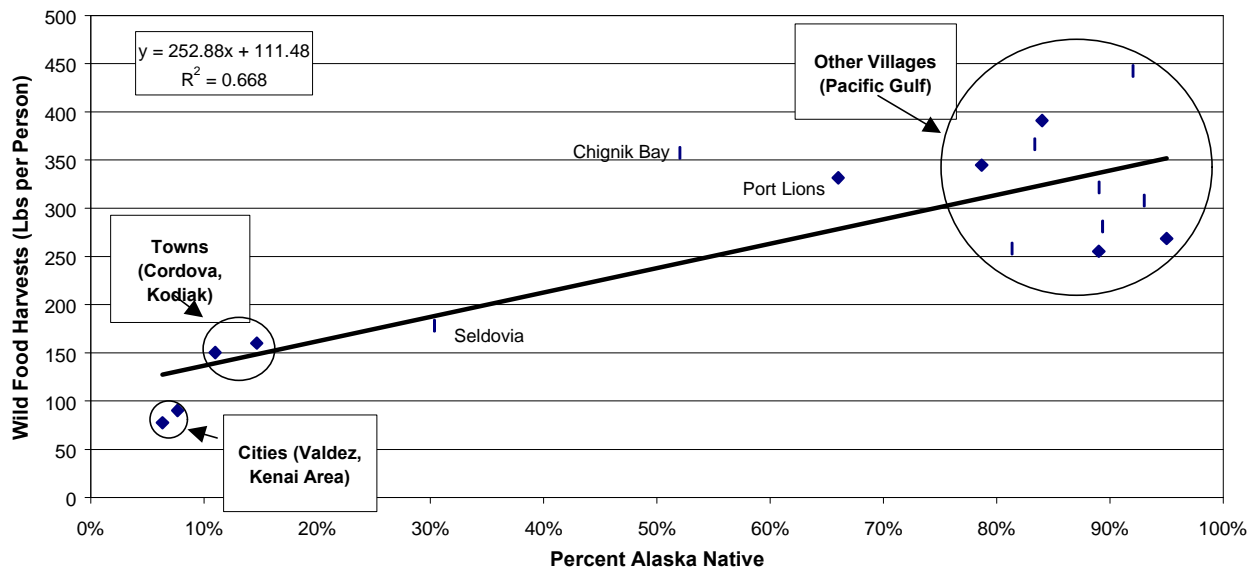 Wild Food Harvests (Lbs per Person)
500
450
400
350
300
250
200
150
100
50
0
y = 252.88x + 111.48
R² = 0.668
Other Villages
(Pacific Gulf)
Chignik Bay
Port Lions
Towns
(Cordova,
Kodiak)
Seldovia
Cities (Valdez,
Kenai Area)
0% 10% 20% 30% 40% 50% 60% 70% 80% 90% 100%
Percent Alaska Native